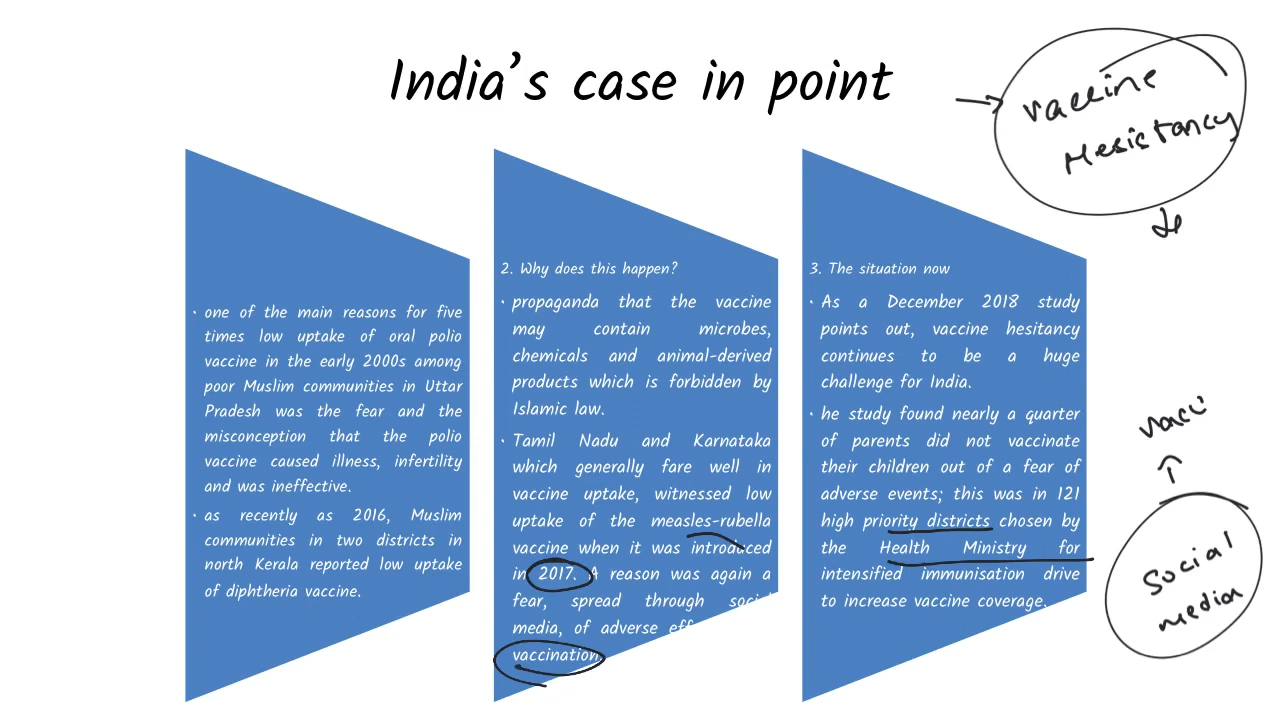 India's case in point
vaccine
resistancy
one of the main reasons for five
times low uptake of oral polio
vaccine in the early 2000s among
poor Muslim communities in Uttar
Pradesh was the fear and the
misconception that the polio
vaccine caused illness, infertility
and was ineffective.
as recently as 2016, Muslim
communities in two districts in
north Kerala reported low uptake
of diphtheria vaccine.
2. Why does this happen?
propaganda that the vaccine
may contain microbes,
chemicals and animal-derived
products which is forbidden by
Islamic law.
Tamil Nadu and Karnataka
which generally fare well in
vaccine uptake, witnessed low
uptake of the measles-rubella
vaccine when it was introduced
in 2017. A reason was again a
fear, spread through social
media, of adverse eff
vaccination.
3. The situation now
As a December 2018 study
points out, vaccine hesitancy
continues to be a huge
challenge for India.
he study found nearly a quarter
of parents did not vaccinate
their children out of a fear of
adverse events; this was in 121
high priority districts chosen by
the Health Ministry for
intensified immunisation drive
to increase vaccine coverage.
vacci
Social
media